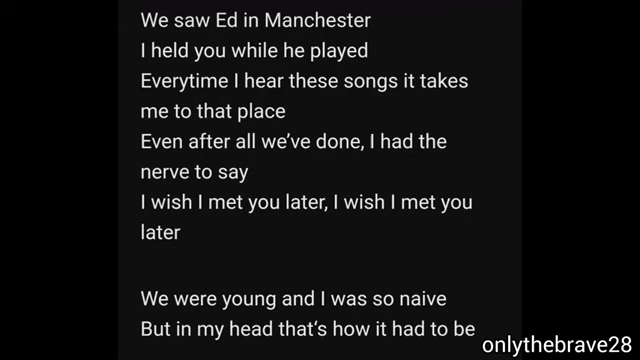 We saw Ed in Manchester
I held you while he played
Everytime I hear these songs it takes
me to that place
Even after all we’ve done, I had the
nerve to say
I wish I met you later, I wish I met you
later
We were young and I was so naive
But in my head that‘s how it had to be
onlythebrave28